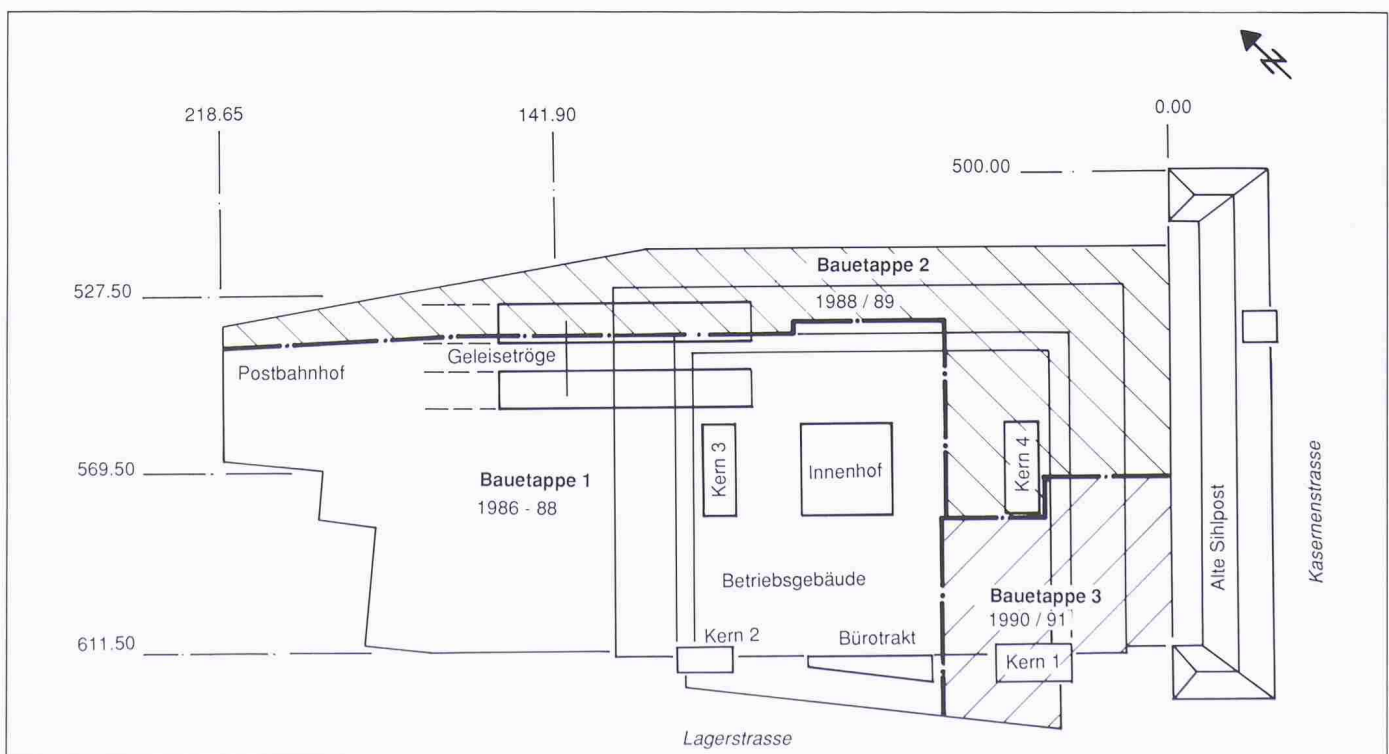 N
218.65
141.90
0.00
500.00
Bauetappe 2
1988 / 89
527.50
Geleisetröge
Postbahnhof
569.50
Bauetappe 1
1986 - 88
Kern 3
Innenhof
Kern 4
Alte Sihlpost
Kasernenstrasse
Betriebsgebäude
Bauetappe 3
1990 / 91
611.50
Kern 2
Bürotrakt
Kern 1
Lagerstrasse